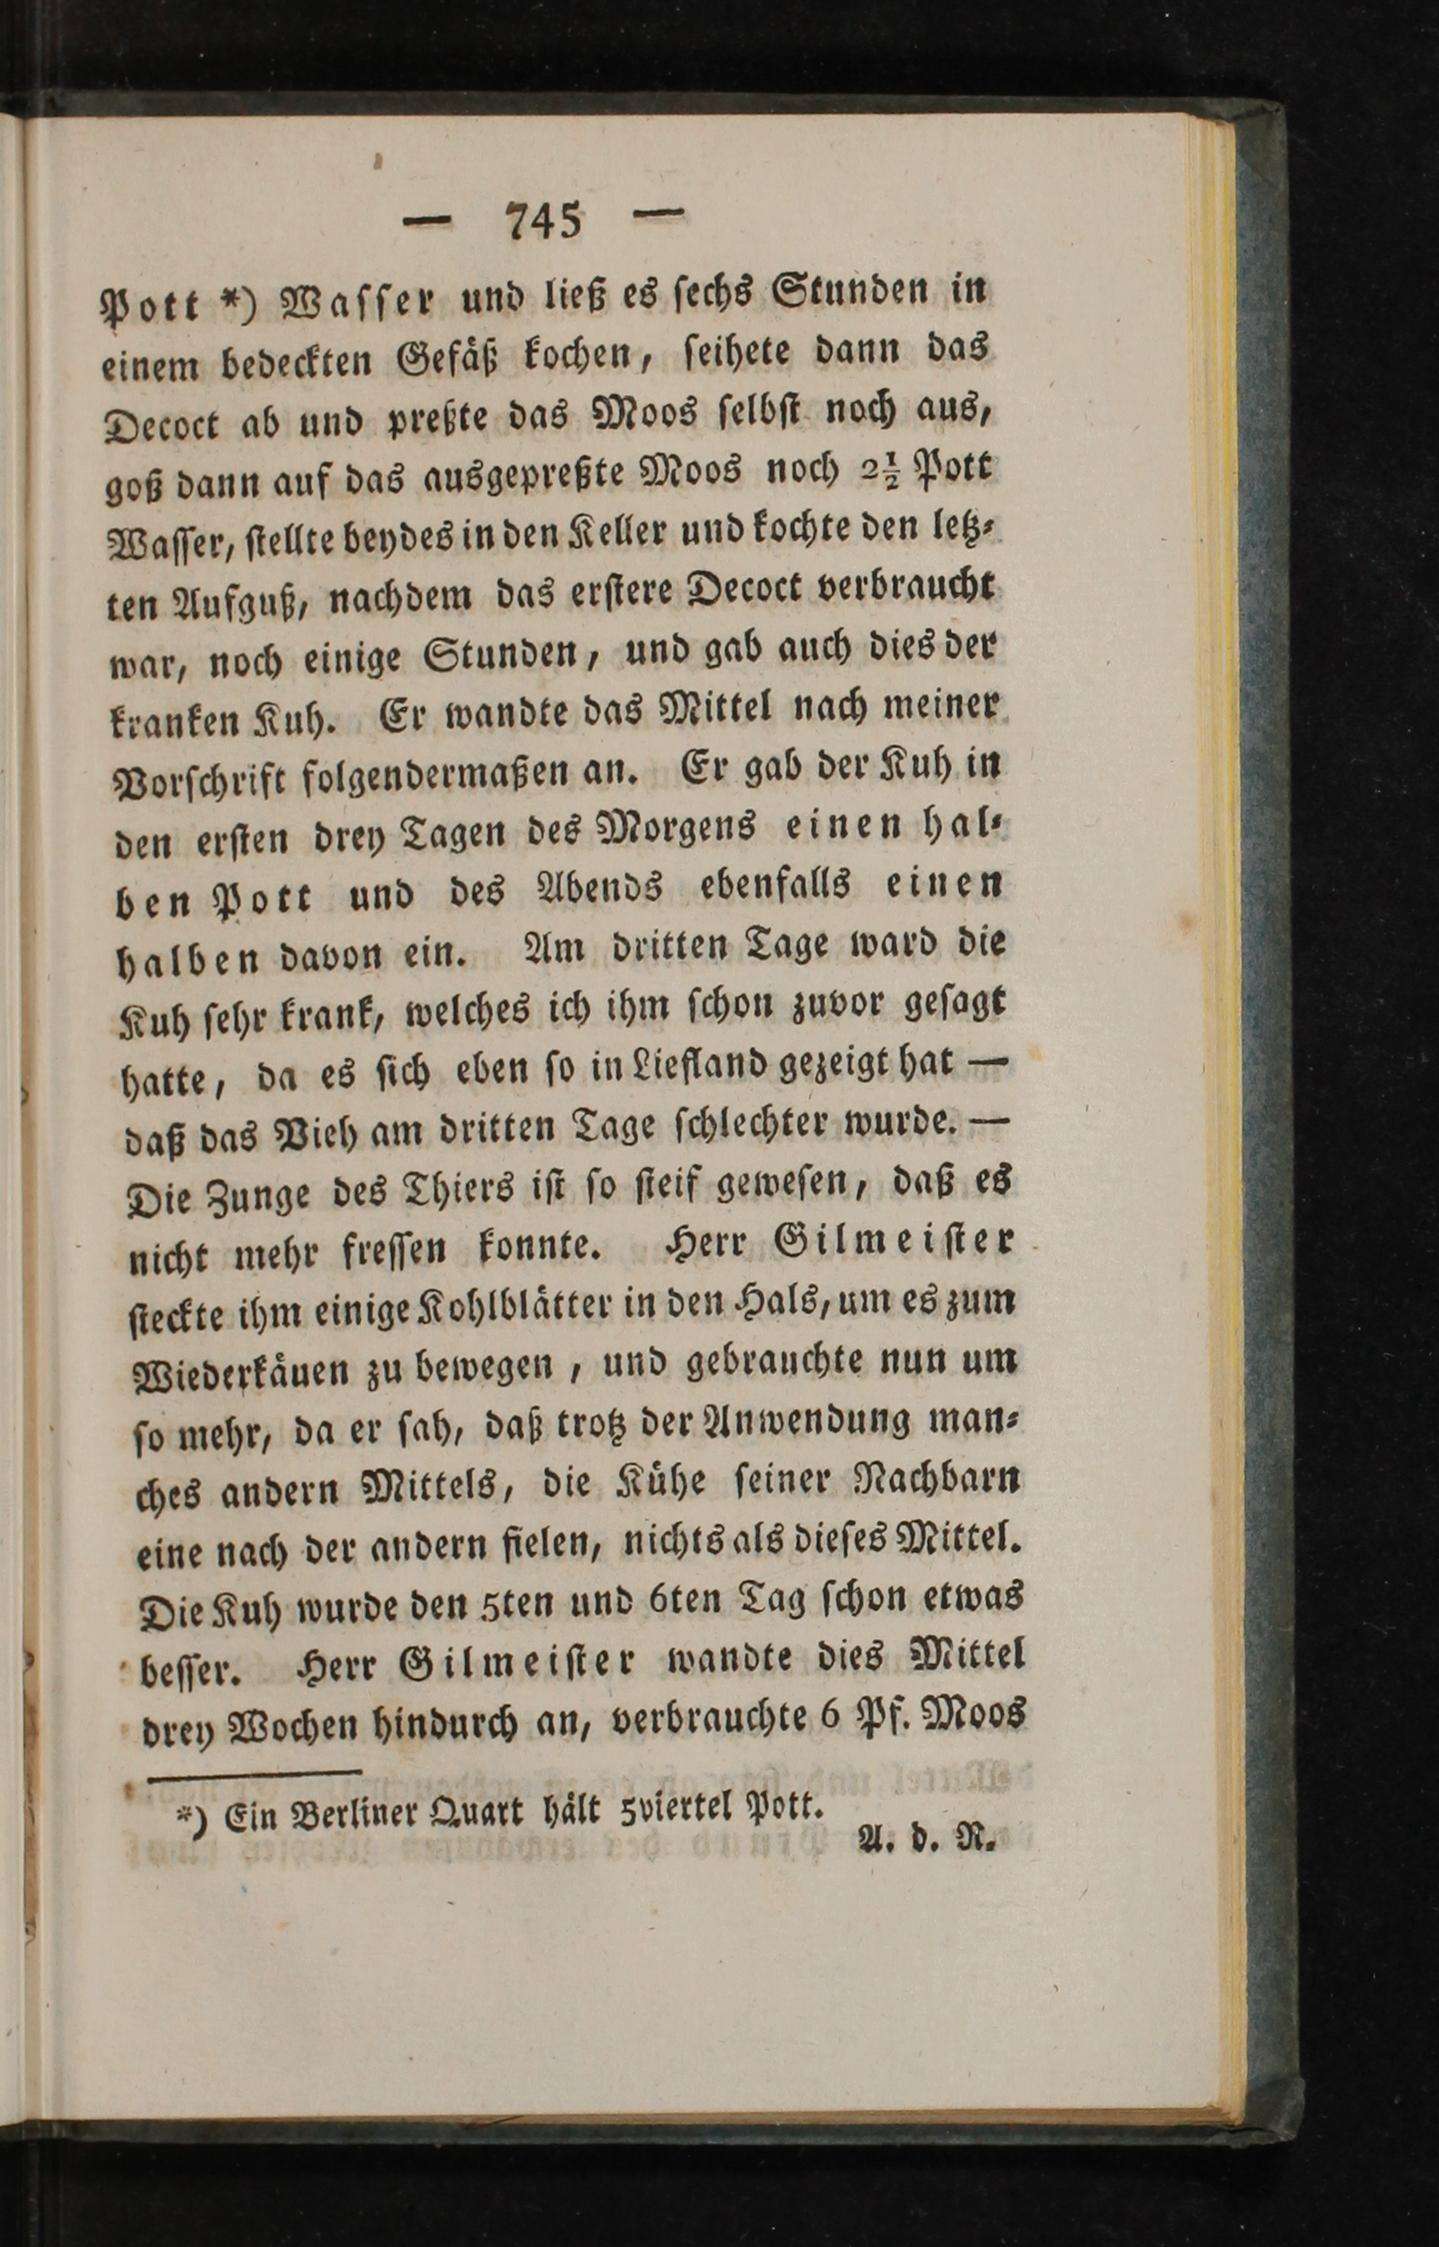 — 745 —
Pott *) Waſſer und ließ es ſechs Stunden in
einem bedeckten Gefäß kochen, ſeihete dann das
Decoct ab und preßte das Moos ſelbſt noch aus,
goß dann auf das ausgepreßte Moos noch 2½ Pott
Waſſer, ſtellte beydes in den Keller und kochte den letz⸗
ten Aufguß, nachdem das erſtere Decoct verbraucht
war, noch einige Stunden, und gab auch dies der
kranken Kuh. Er wandte das Mittel nach meiner
Vorſchrift folgendermaßen an. Er gab der Kuh in
den erſten drey Tagen des Morgens einen hal⸗
ben Pott und des Abends ebenfalls einen
halben davon ein. Am dritten Tage ward die
Kuh ſehr krank, welches ich ihm ſchon zuvor geſagt
hatte, da es ſich eben ſo in Liefland gezeigt hat —
daß das Vieh am dritten Tage ſchlechter wurde. —
Die Zunge des Thiers iſt ſo ſteif geweſen, daß es
nicht mehr freſſen konnte. Herr Gilmeiſter
ſteckte ihm einige Kohlblätter in den Hals, um es zum
Wiederkäuen zu bewegen, und gebrauchte nun um
ſo mehr, da er ſah, daß trotz der Anwendung man⸗
ches andern Mittels, die Kühe ſeiner Nachbarn
eine nach der andern fielen, nichts als dieſes Mittel.
Die Kuh wurde den 5ten und 6ten Tag ſchon etwas
beſſer. Herr Gilmeiſter wandte dies Mittel
drey Wochen hindurch an, verbrauchte 6 Pf. Moos
*) Ein Berliner Quart hält 5viertel Pott.
A. d. R.